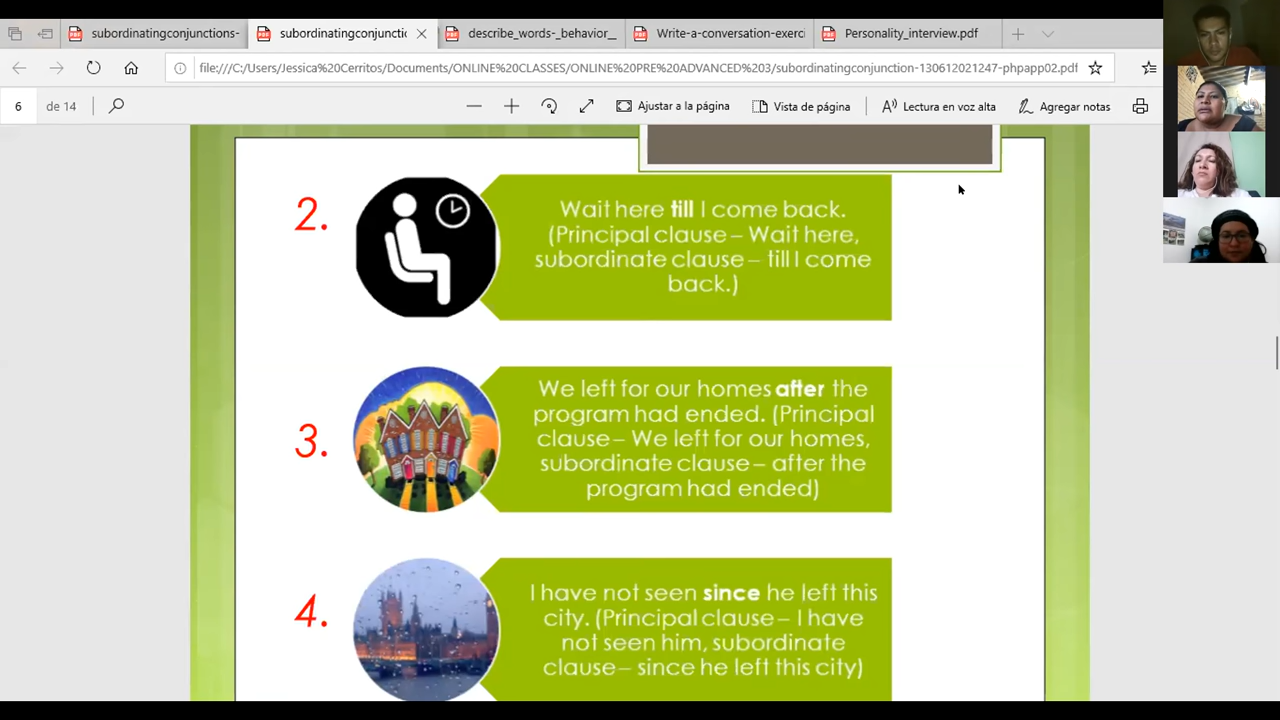 subordinatingconjunctions-
subordinatingconjuncti
describe_words-_behavior_
Write-a-conversation-exerci
Personality_interview.pdf
file:///C:/Users/Jessica%20Cerritos/Documents/ONLINE%20CLASSES/ONLINE%20PRE%20ADVANCED%203/subordinatingconjunction-130612021247-phpapp02.pdf
6 de 14
Ajustar a la página
Vista de página
Lectura en voz alta
Agregar notas
2.
Wait here till I come back.
(Principal clause – Wait here,
subordinate clause – till I come
back.)
3.
We left for our homes after the
program had ended. (Principal
clause – We left for our homes,
subordinate clause – after the
program had ended)
4.
I have not seen since he left this
city. (Principal clause – I have
not seen him, subordinate
clause – since he left this city)